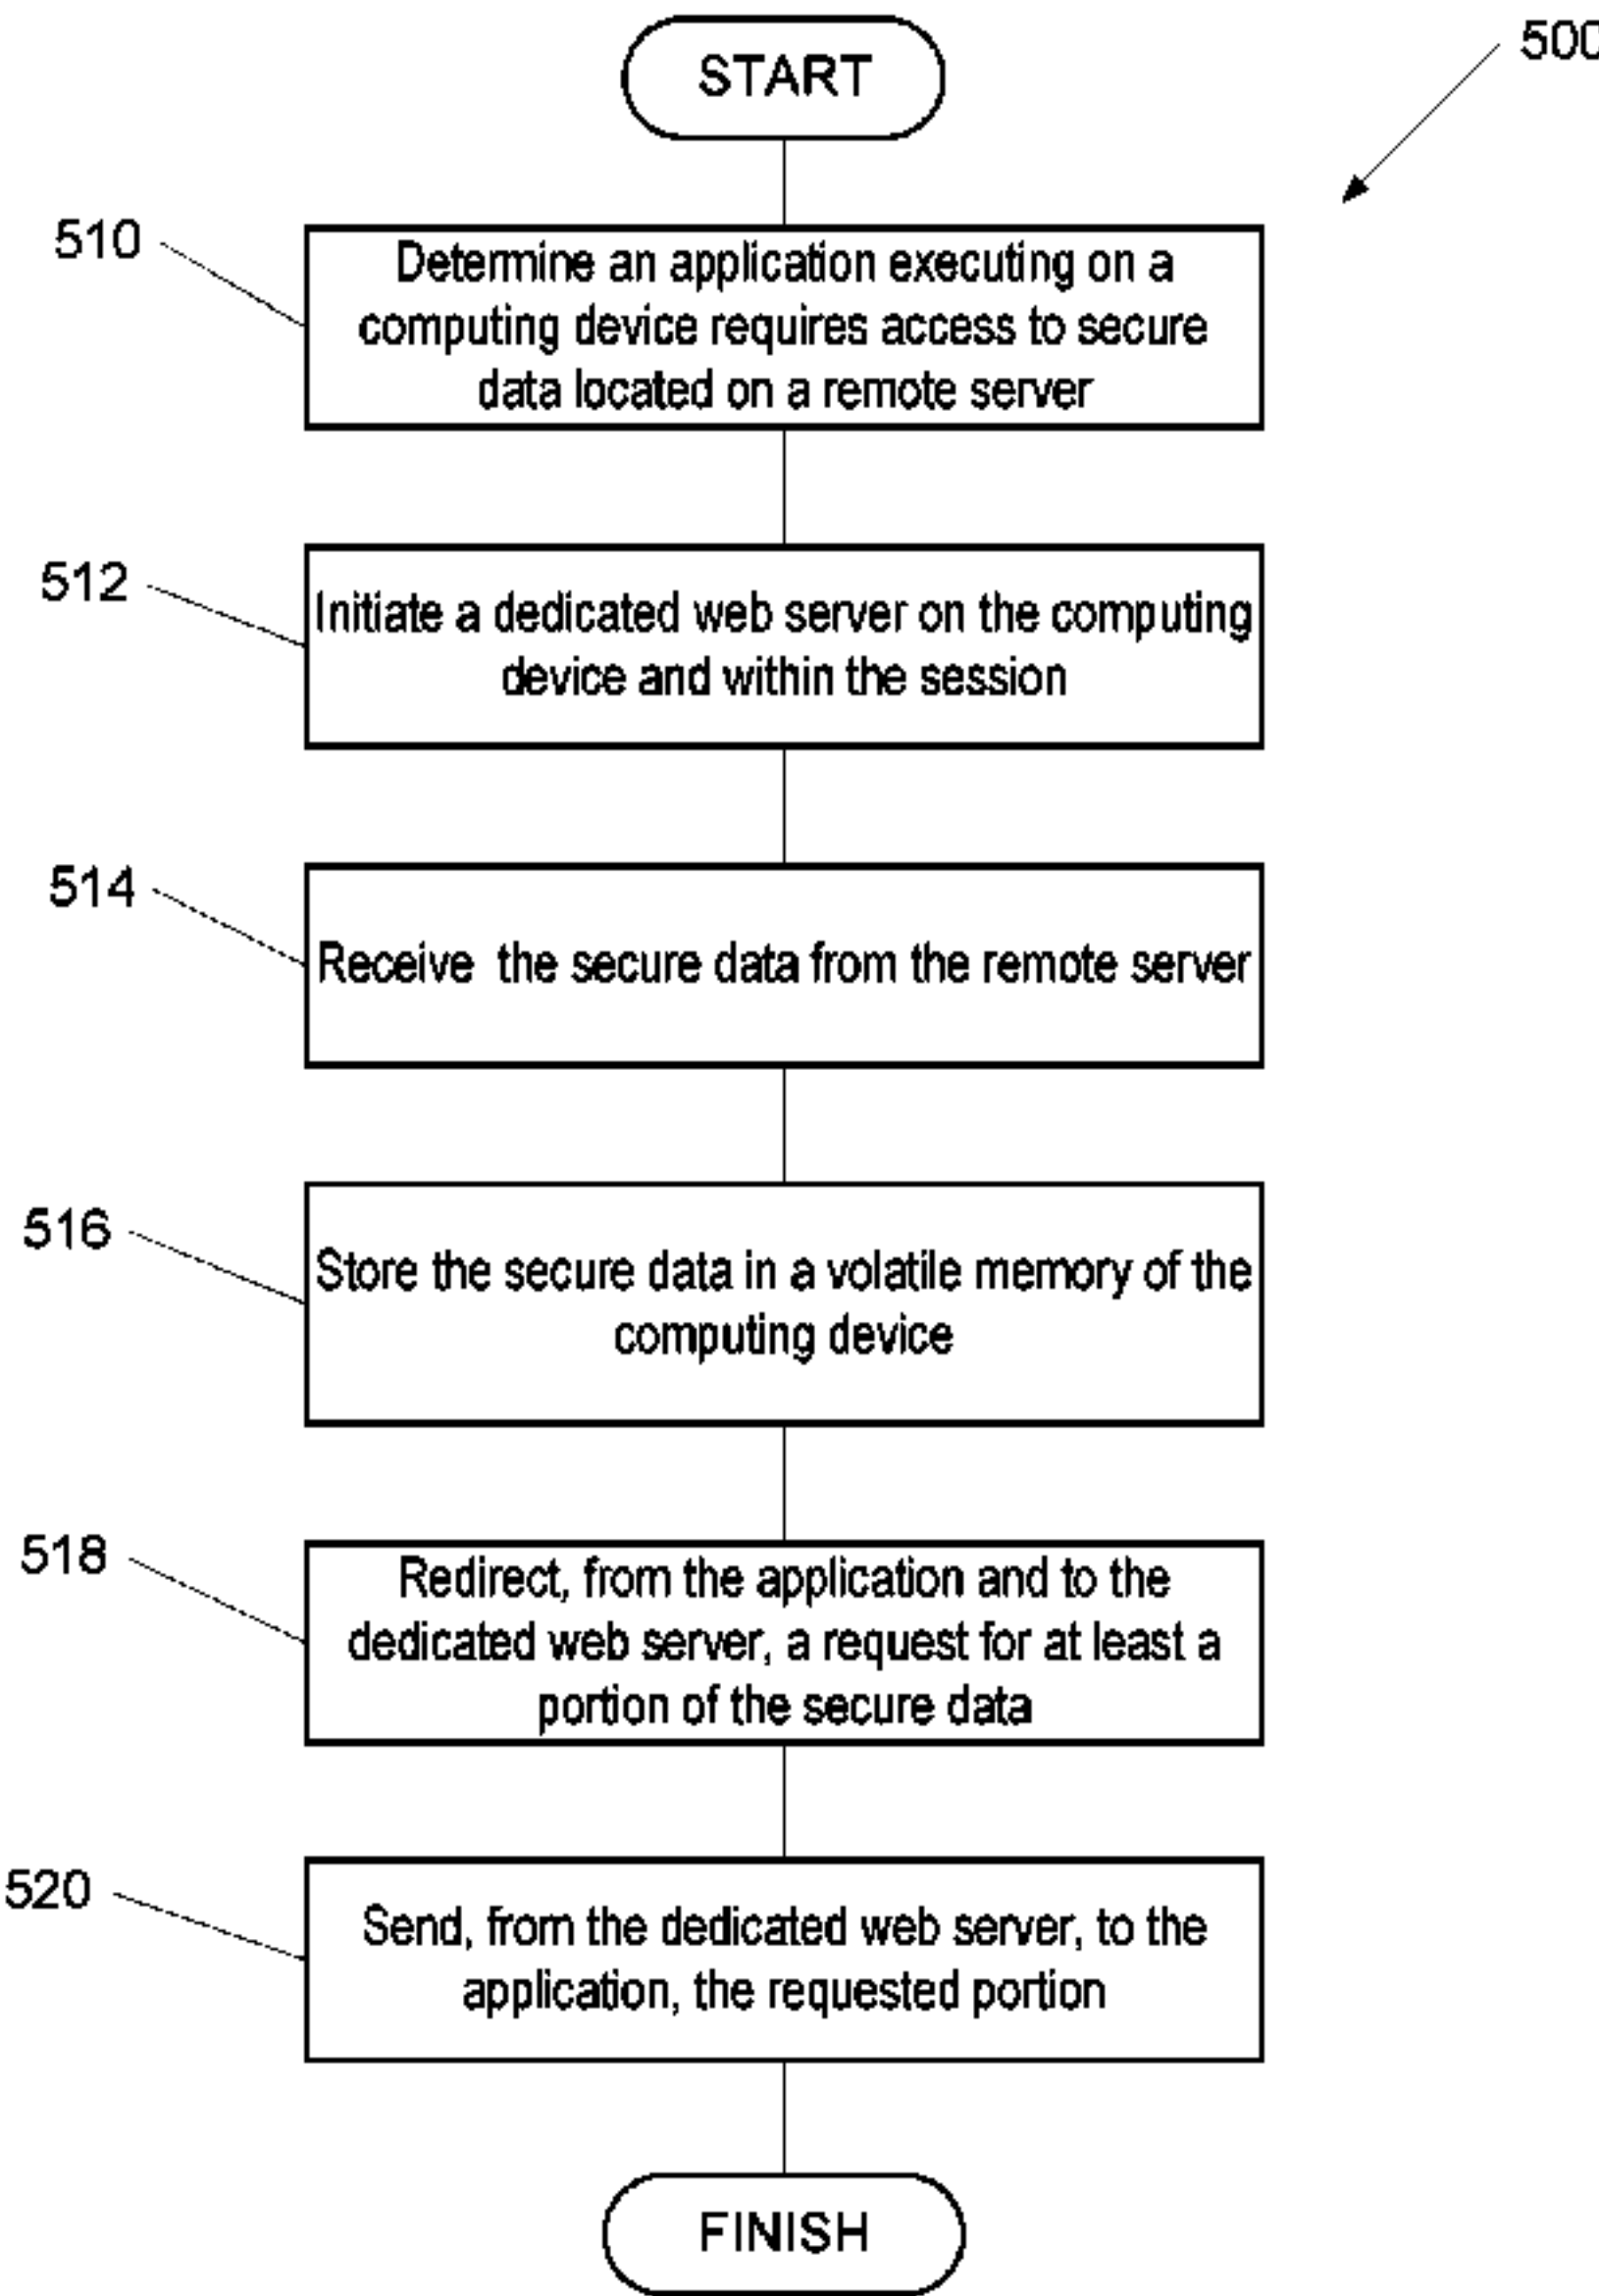 START
500
510
Determine an application executing on a
computing device requires access to secure
data located on a remote server
512
Initiate a dedicated web server on the computing
device and within the session
514
Receive the secure data from the remote server
516
Store the secure data in a volatile memory of the
computing device
518
Redirect, from the application and to the
dedicated web server, a request for at least a
portion of the secure data
520
Send, from the dedicated web server, to the
application, the requested portion
FINISH